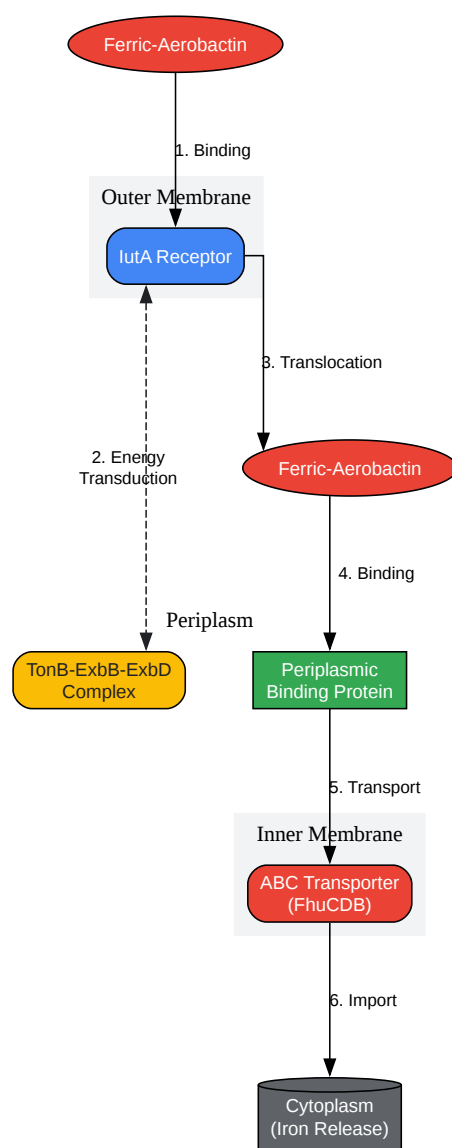 Ferric-Aerobactin
1. Binding
Outer Membrane
IutA Receptor
3. Translocation
2. Energy
Transduction
Ferric-Aerobactin
4. Binding
Periplasm
TonB-ExbB-ExbD
Complex
Periplasmic
Binding Protein
5. Transport
Inner Membrane
ABC Transporter
(FhuCDB)
6. Import
Cytoplasm
(Iron Release)